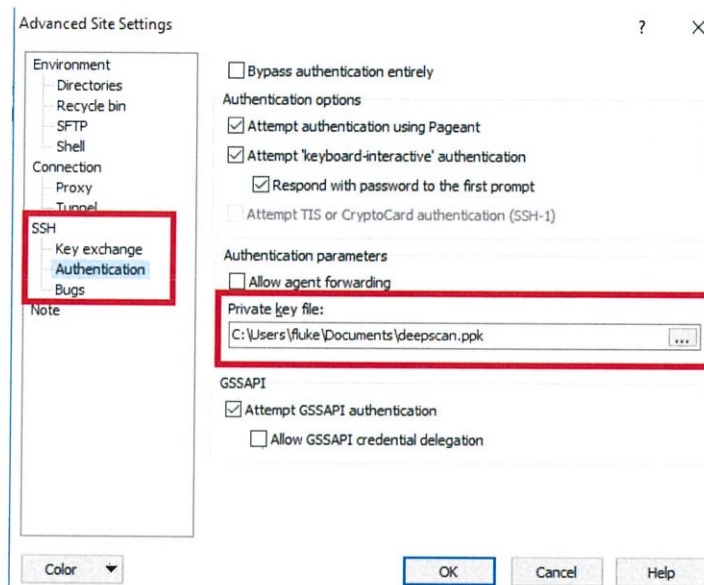 Advanced Site Settings
?
Environment
Directories
Recycle bin
SFTP
Shell
Connection
Proxy
Tunnel
SSH
Key exchange
Authentication
Bugs
Note
Bypass authentication entirely
Authentication options
Attempt authentication using Pageant
Attempt 'keyboard-interactive' authentication
Respond with password to the first prompt
Attempt TIS or CryptoCard authentication (SSH-1)
Authentication parameters
Allow agent forwarding
Private key file:
C:\Users\fluke\Documents\deepscan.ppk
...
GSSAPI
Attempt GSSAPI authentication
Allow GSSAPI credential delegation
Color
OK
Cancel
Help